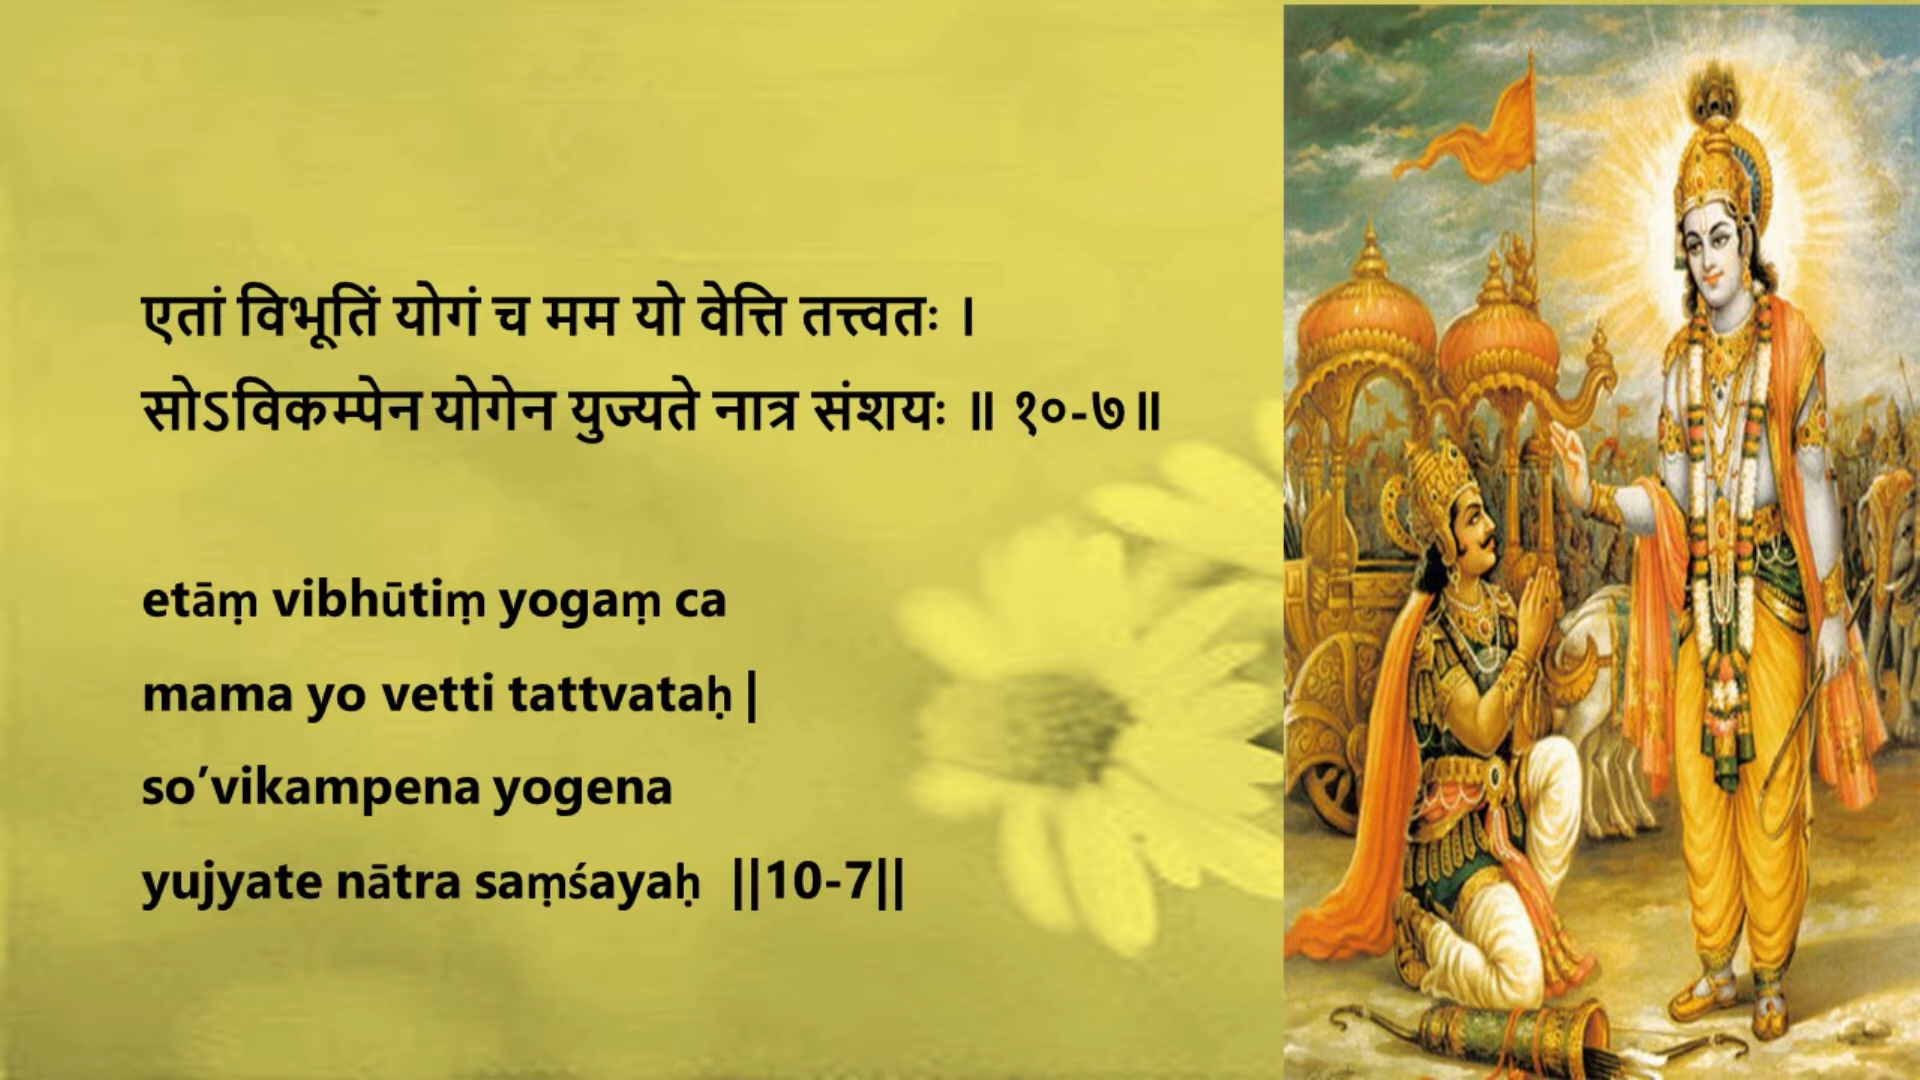 एतां विभूतिं योगं च मम यो वेत्ति तत्त्वतः ।
सोऽविकम्पेन योगेन युज्यते नात्र संशयः ॥ १०-७॥
etāṃ vibhūtiṃ yogaṃ ca
mama yo vetti tattvataḥ |
so’vikampena yogena
yujyate nātra saṃśayaḥ ||10-7||